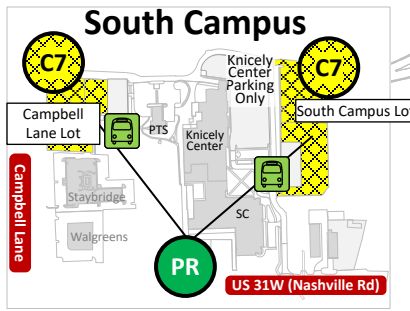 South Campus
C7
Knicely
Center
Parking
Only
C7
Campbell
Lane Lot
PTS
Knicely
Center
South Campus Lot
Campbell Lane
Staybridge
Walgreens
SC
PR
US 31W (Nashville Rd)